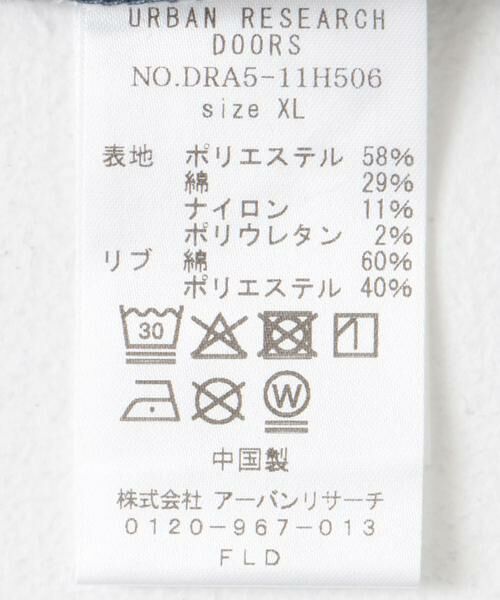 URBAN RESEARCH
DOORS
NO.DRA5-11H506
size XL
表地 ポリエステル 58%
綿 29%
ナイロン 11%
ポリウレタン 2%
リブ 綿 60%
ポリエステル 40%
30
W
中国製
株式会社 アーバンリサーチ
0120-967-013
FLD